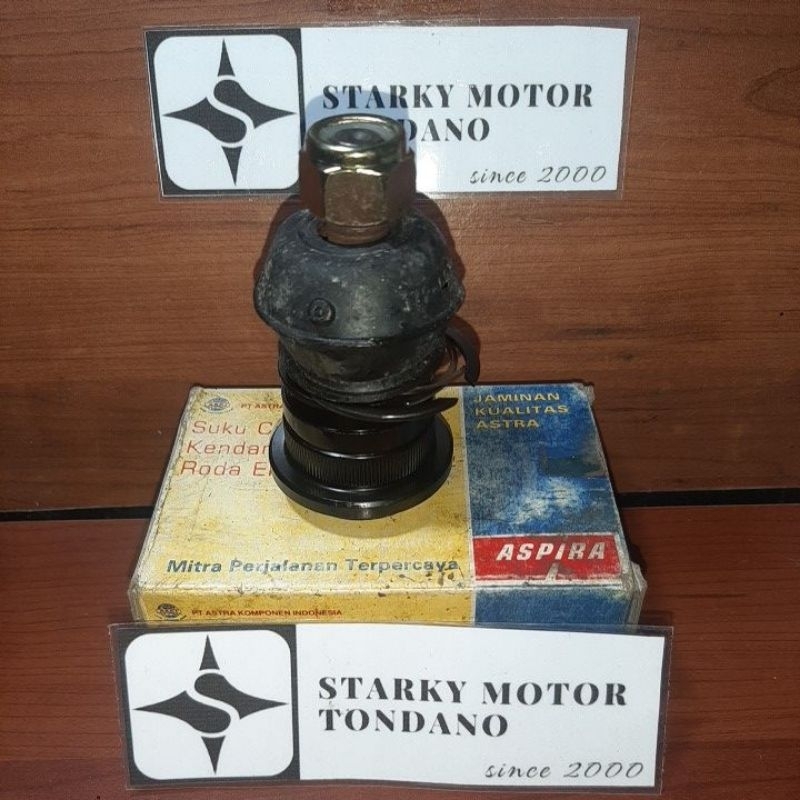 STARKY MOTOR
DANO
since 2000
PT ASTRA
Suku C
Kendar
Roda E
JAMINAN
KUALITAS
ASTRA
ASPIRA
Mitra Perjalanan Terpercaya
PT ASTRA KOMPONEN INDONESIA
STARKY MOTOR
TONDANO
since 2000